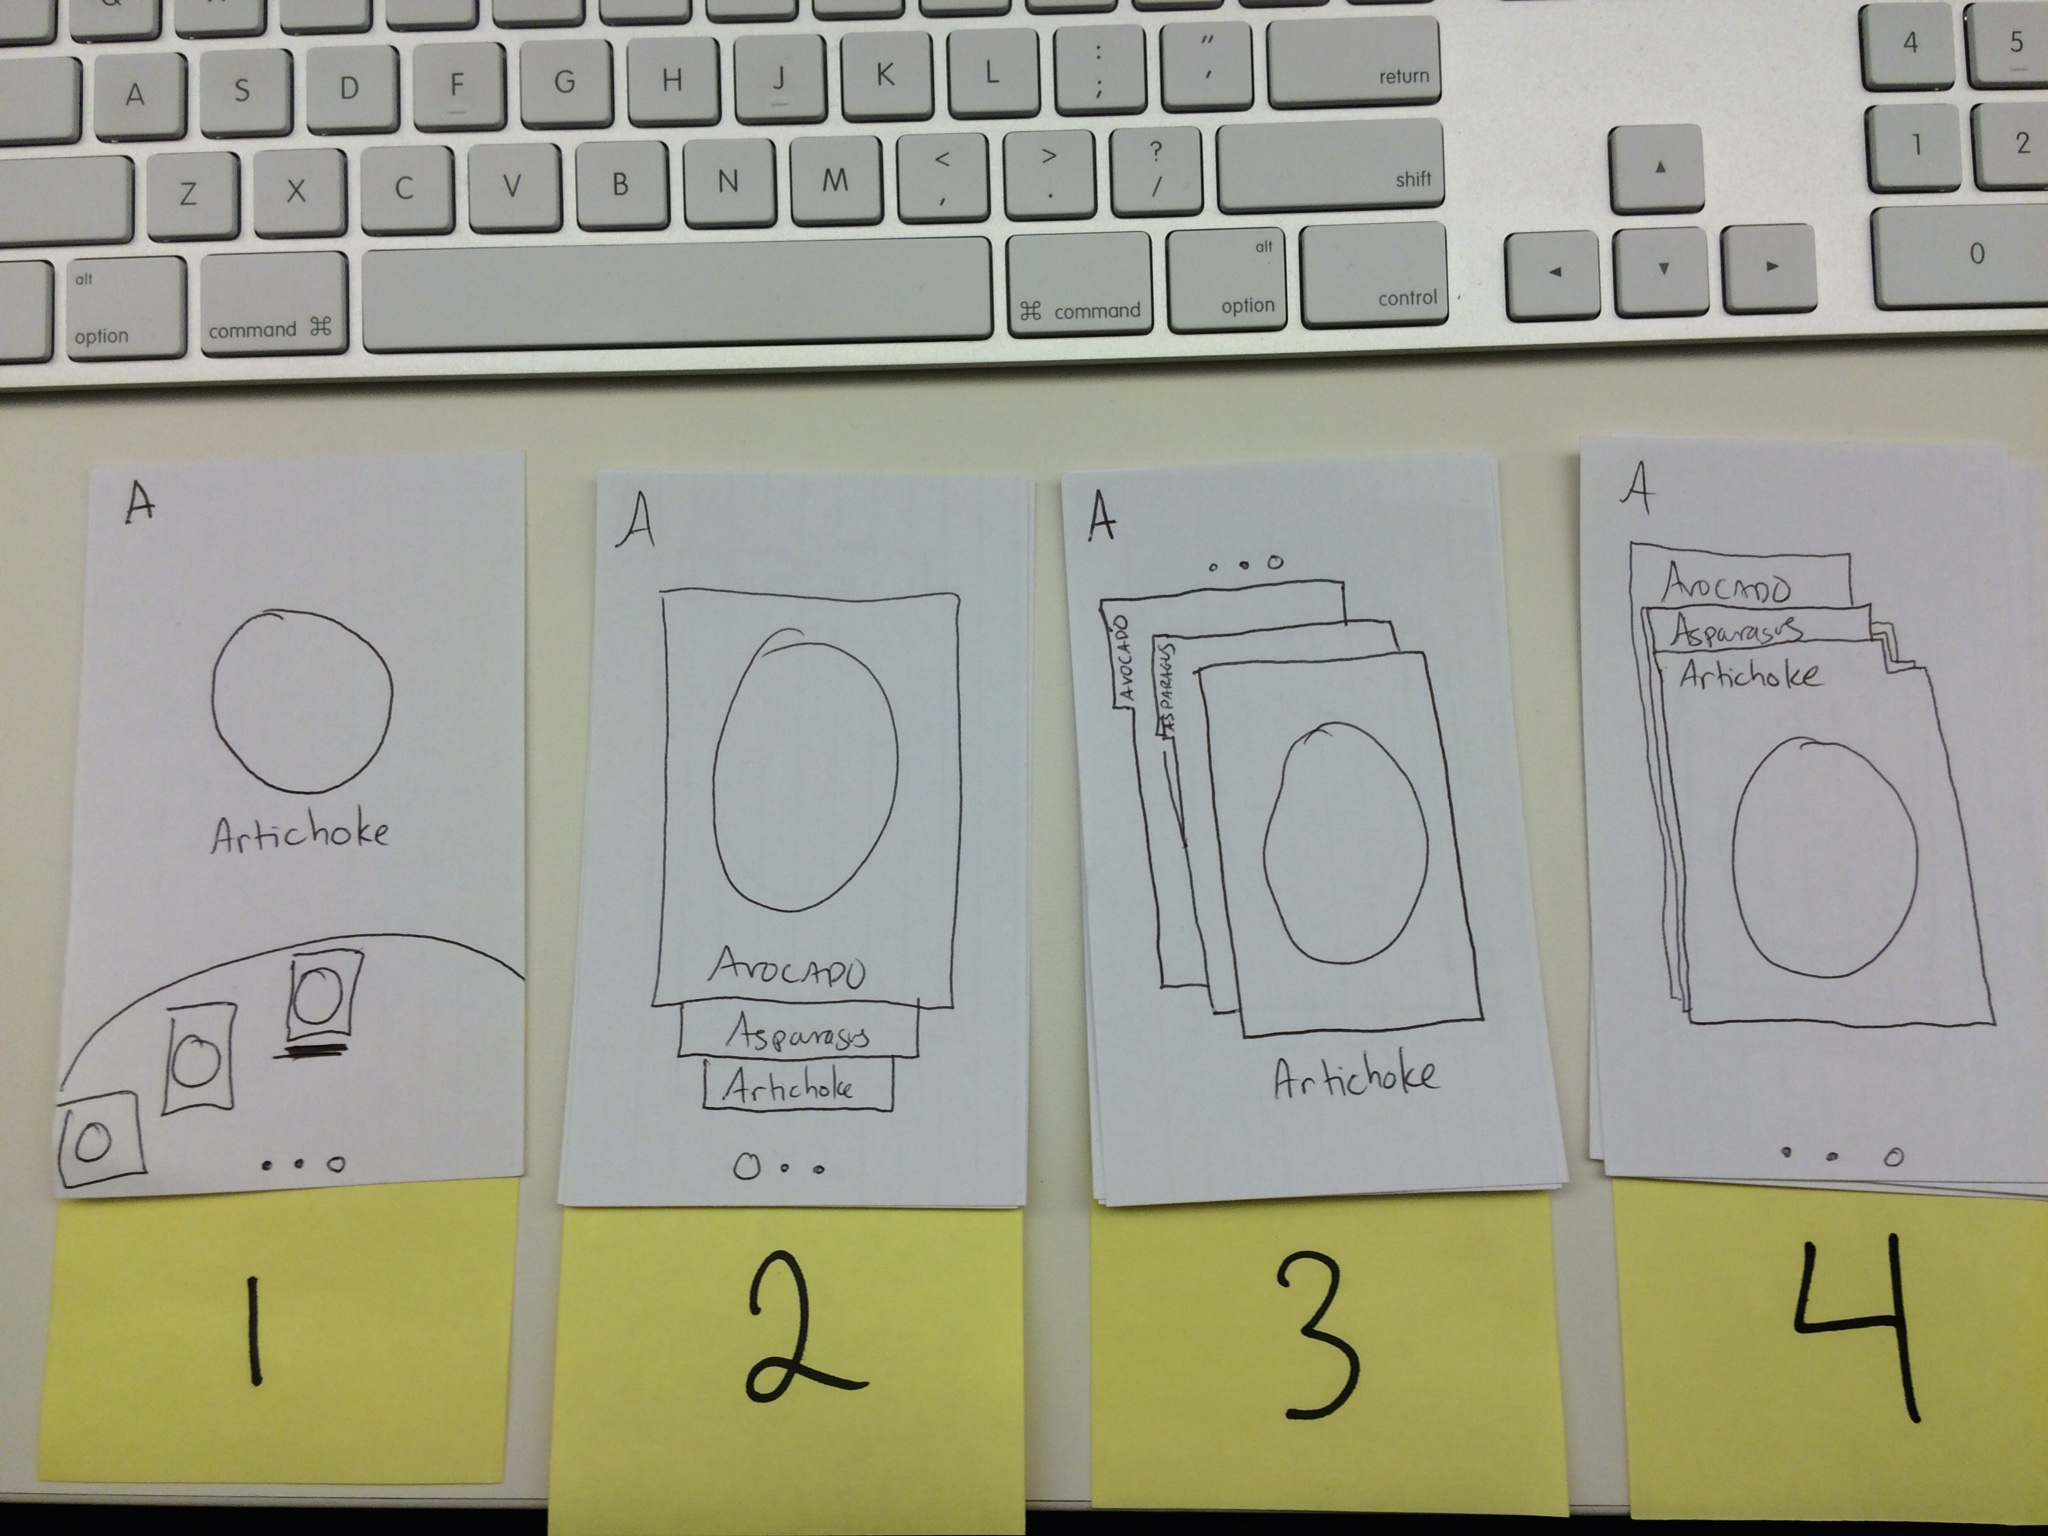 A S D F G H J K L : ; " ' return 4 5
Z X C V B N M < , > . ? / shift 1 2
alt option command ⌘ ⌘ command alt option control ◄ ▲ ▼ ► 0
A
Artichoke
1
A
AVOCADO
Asparagus
Artichoke
2
A
AVOCADO
ASPARAGUS
Artichoke
3
A
AVOCADO
Asparagus
Artichoke
4